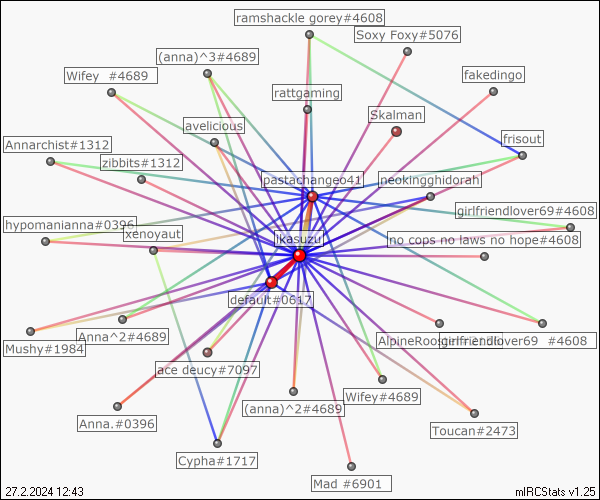 ramshackle gorey#4608
Soxy Foxy#5076
(anna)^3#4689
Wifey  #4689
fakedingo
rattgaming
Skalman
avelicious
Annarchist#1312
frisout
zibbits#1312
pastachangeo41
neokingghidorah
girlfriendlover69#4608
hypomanianna#0396
xenoyaut
ikasuzu
no cops no laws no hope#4608
default#0617
Anna^2#4689
girlfriendlover69  #4608
Mushy#1984
ace deucy#7097
Wifey#4689
(anna)^2#4689
Anna.#0396
Toucan#2473
Cypha#1717
Mad #6901
27.2.2024 12:43
mIRCStats v1.25